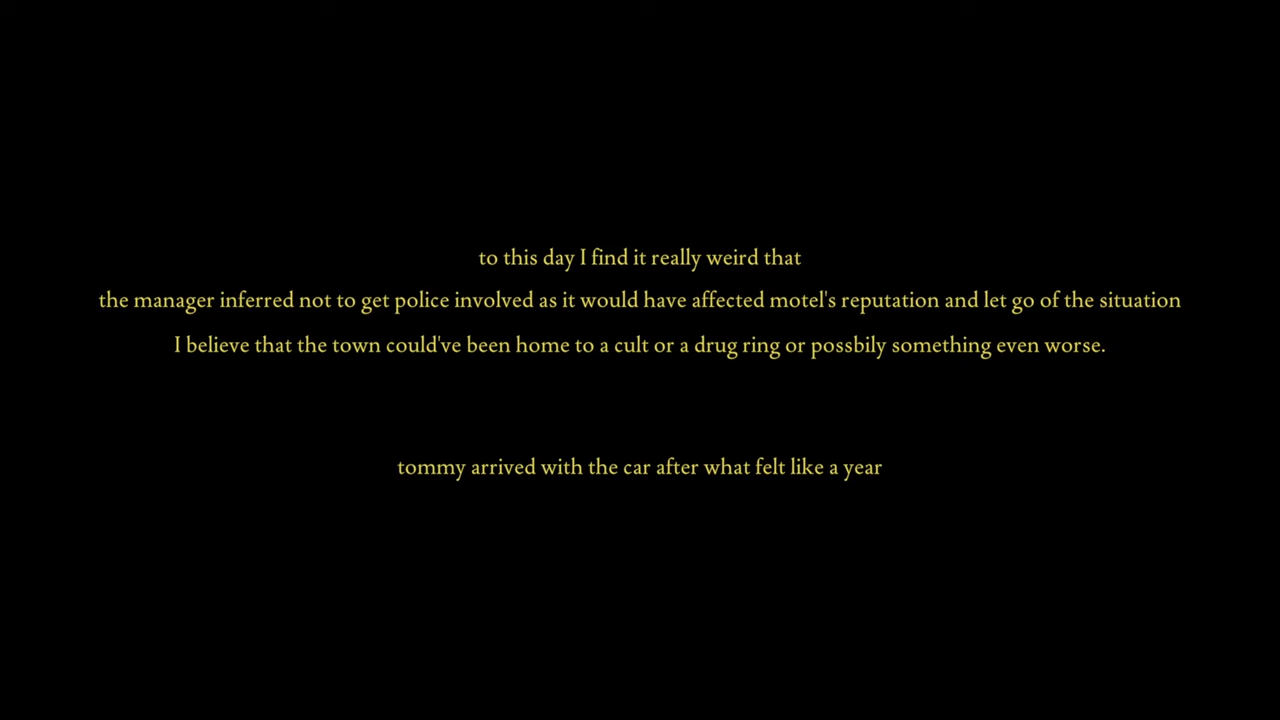 to this day I find it really weird that
the manager inferred not to get police involved as it would have affected motel's reputation and let go of the situation
I believe that the town could've been home to a cult or a drug ring or possbily something even worse.
tommy arrived with the car after what felt like a year